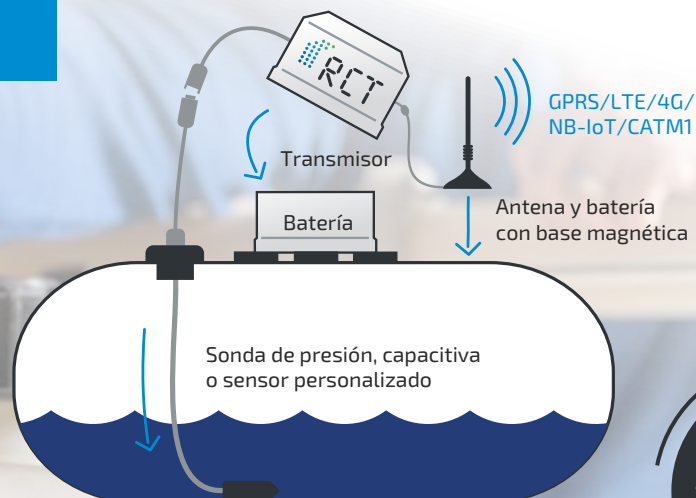 RCT
GPRS/LTE/4G/
NB-IoT/CATM1
Transmisor
Batería
Antena y batería
con base magnética
Sonda de presión, capacitiva
o sensor personalizado